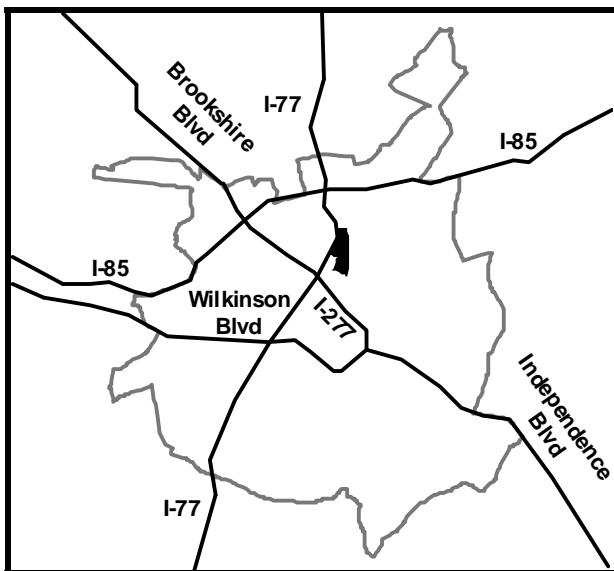 Brookshire
Blvd
I-77
I-85
I-85
Wilkinson
Blvd
I-277
Independence
Blvd
I-77